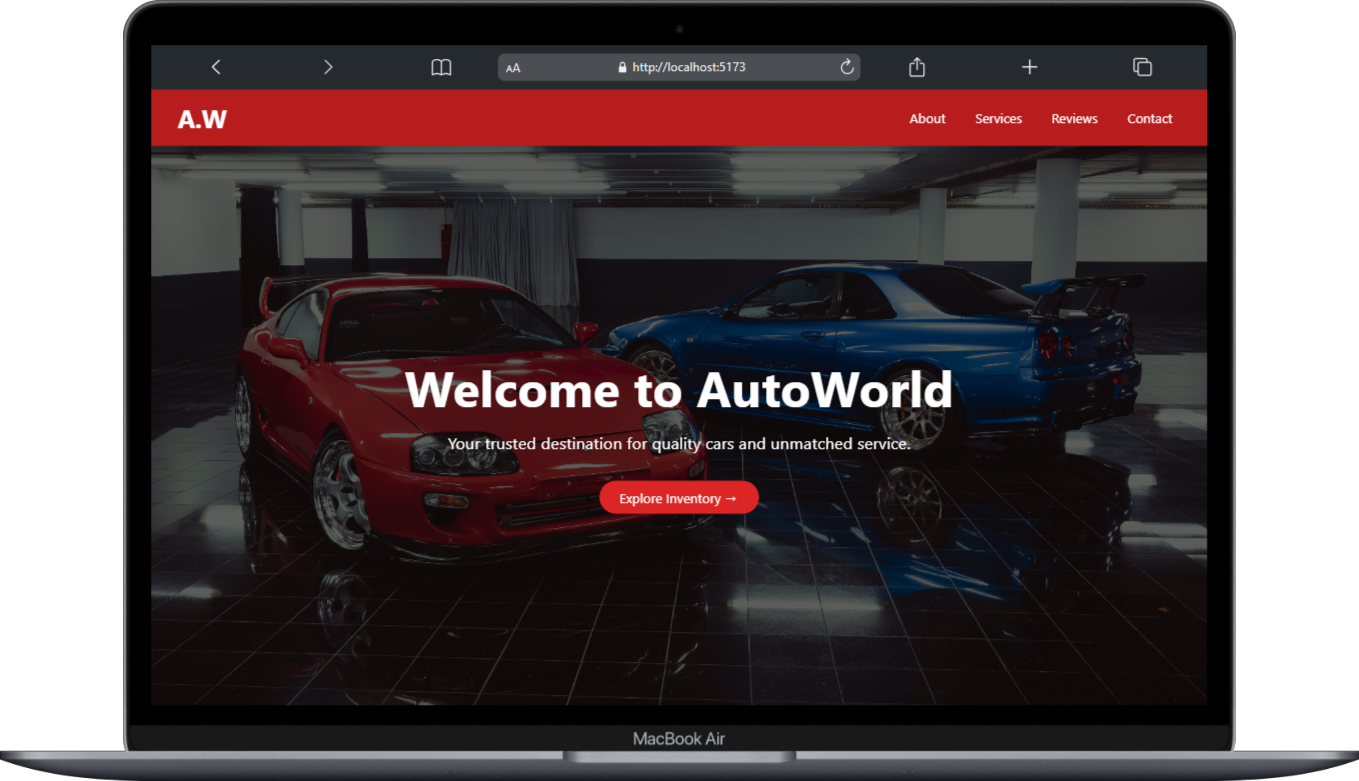 AA http://localhost:5173
A.W About Services Reviews Contact
Welcome to AutoWorld
Your trusted destination for quality cars and unmatched service.
Explore Inventory →
MacBook Air